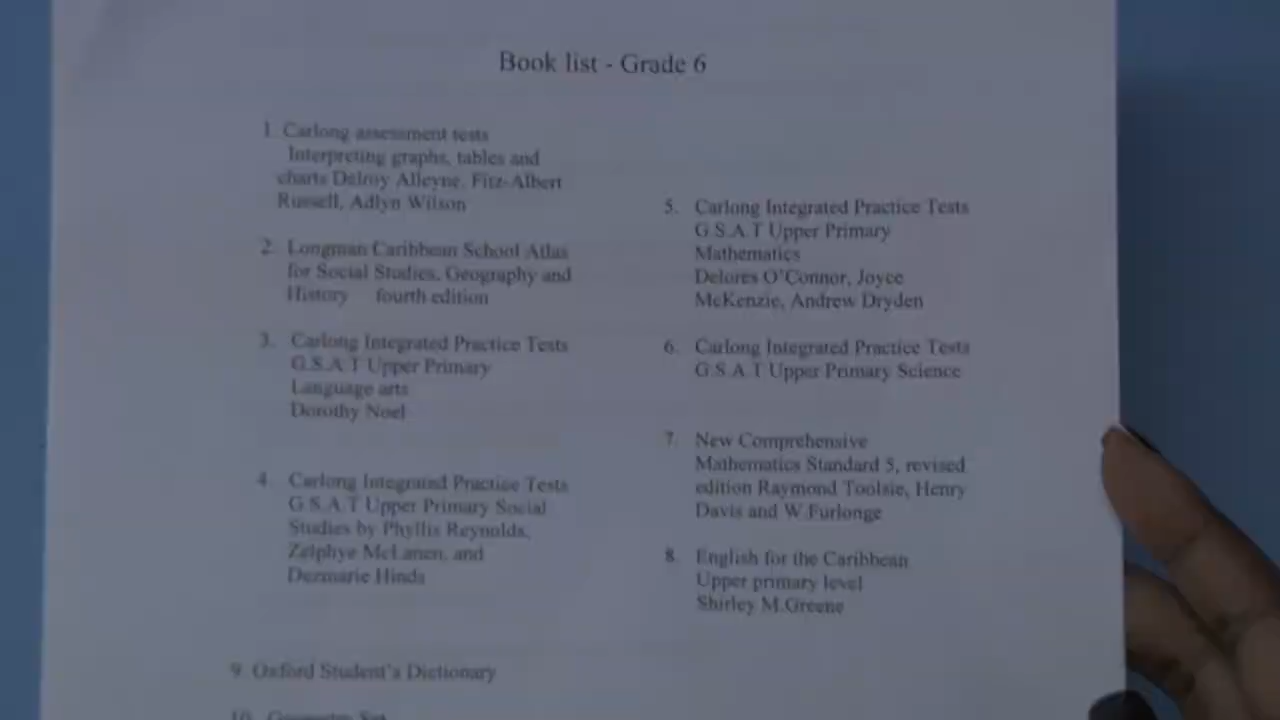 Book list - Grade 6
1. Carlong assessment tests
Interpreting graphs, tables and
charts Delroy Alleyne, Fitz-Albert
Russell, Adlyn Wilson
2. Longman Caribbean School Atlas
for Social Studies, Geography and
History fourth edition
3. Carlong Integrated Practice Tests
G.S.A.T Upper Primary
Language arts
Dorothy Noel
4. Carlong Integrated Practice Tests
G.S.A.T Upper Primary Social
Studies by Phyllis Reynolds,
Zelphye McLaren, and
Dezmarie Hinds
5. Carlong Integrated Practice Tests
G.S.A.T Upper Primary
Mathematics
Delores O'Connor, Joyce
McKenzie, Andrew Dryden
6. Carlong Integrated Practice Tests
G.S.A.T Upper Primary Science
7. New Comprehensive
Mathematics Standard 5, revised
edition Raymond Toolsie, Henry
Davis and W.Furlonge
8. English for the Caribbean
Upper primary level
Shirley M.Greene
9. Oxford Student's Dictionary
10. Geometry Set